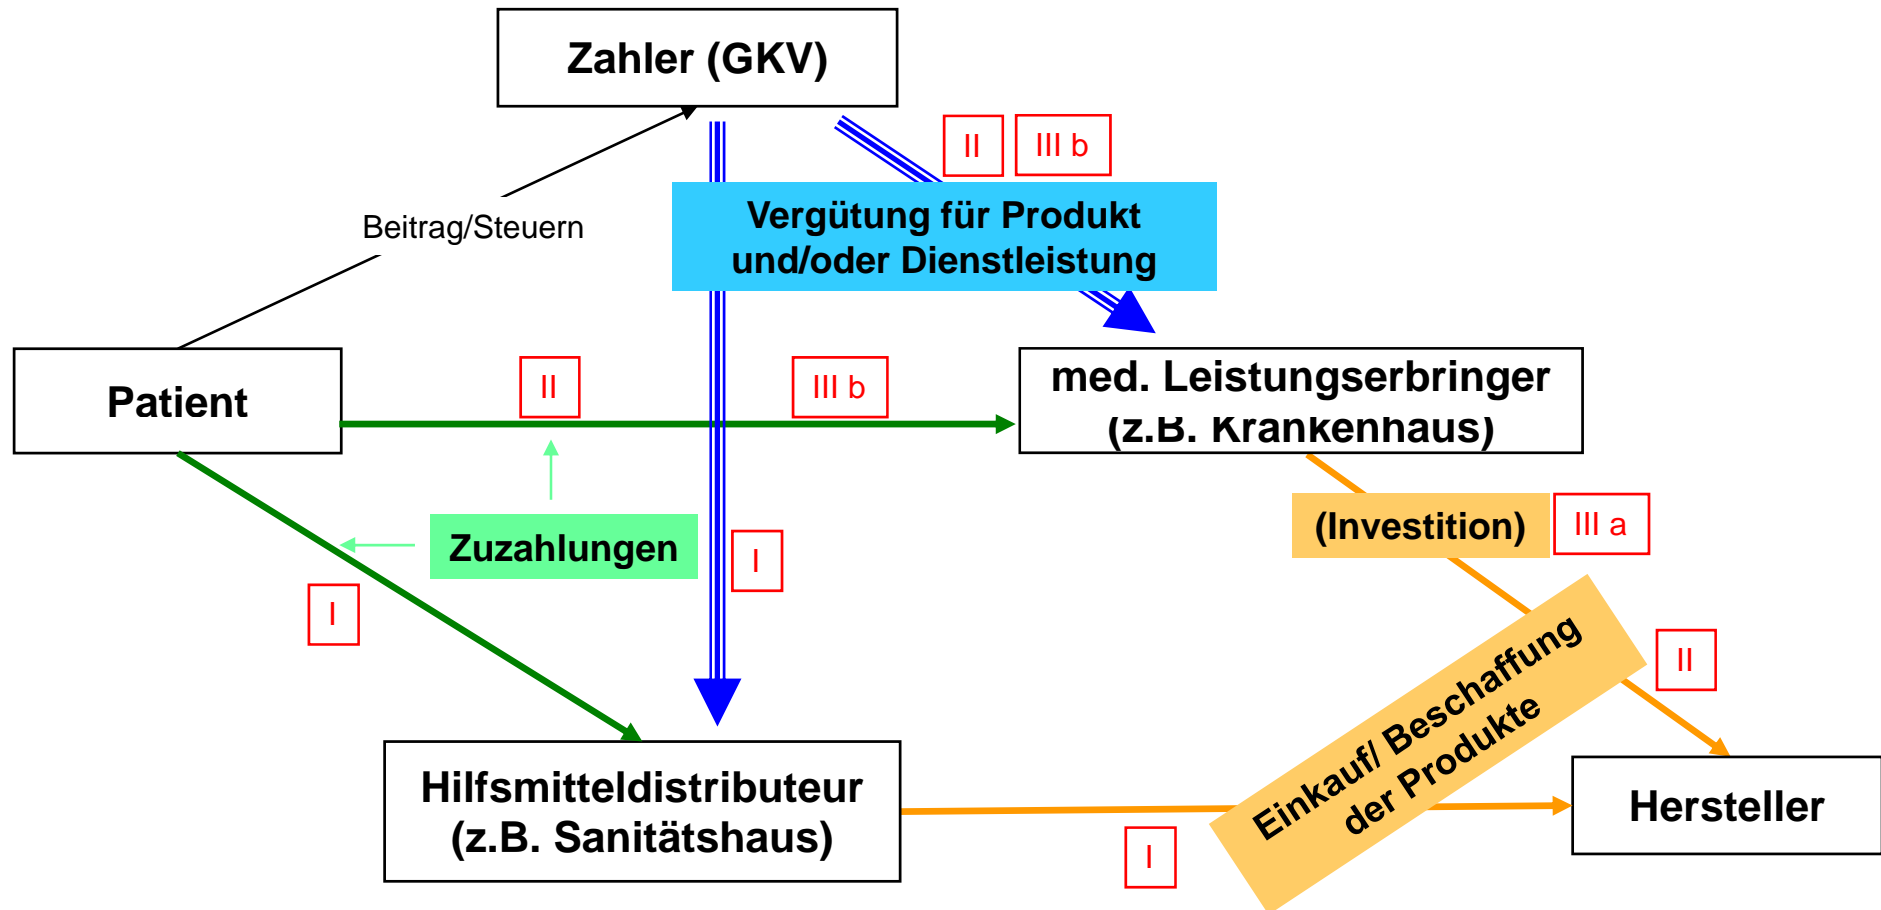 Zahler (GKV)
II
III b
Vergütung für Produkt
und/oder Dienstleistung
Beitrag/Steuern
Patient
II
III b
med. Leistungserbringer
(z.B. Krankenhaus)
(Investition)
III a
Zuzahlungen
I
I
Einkauf/ Beschaffung
der Produkte
II
Hilfsmitteldistributeur
(z.B. Sanitätshaus)
I
Hersteller